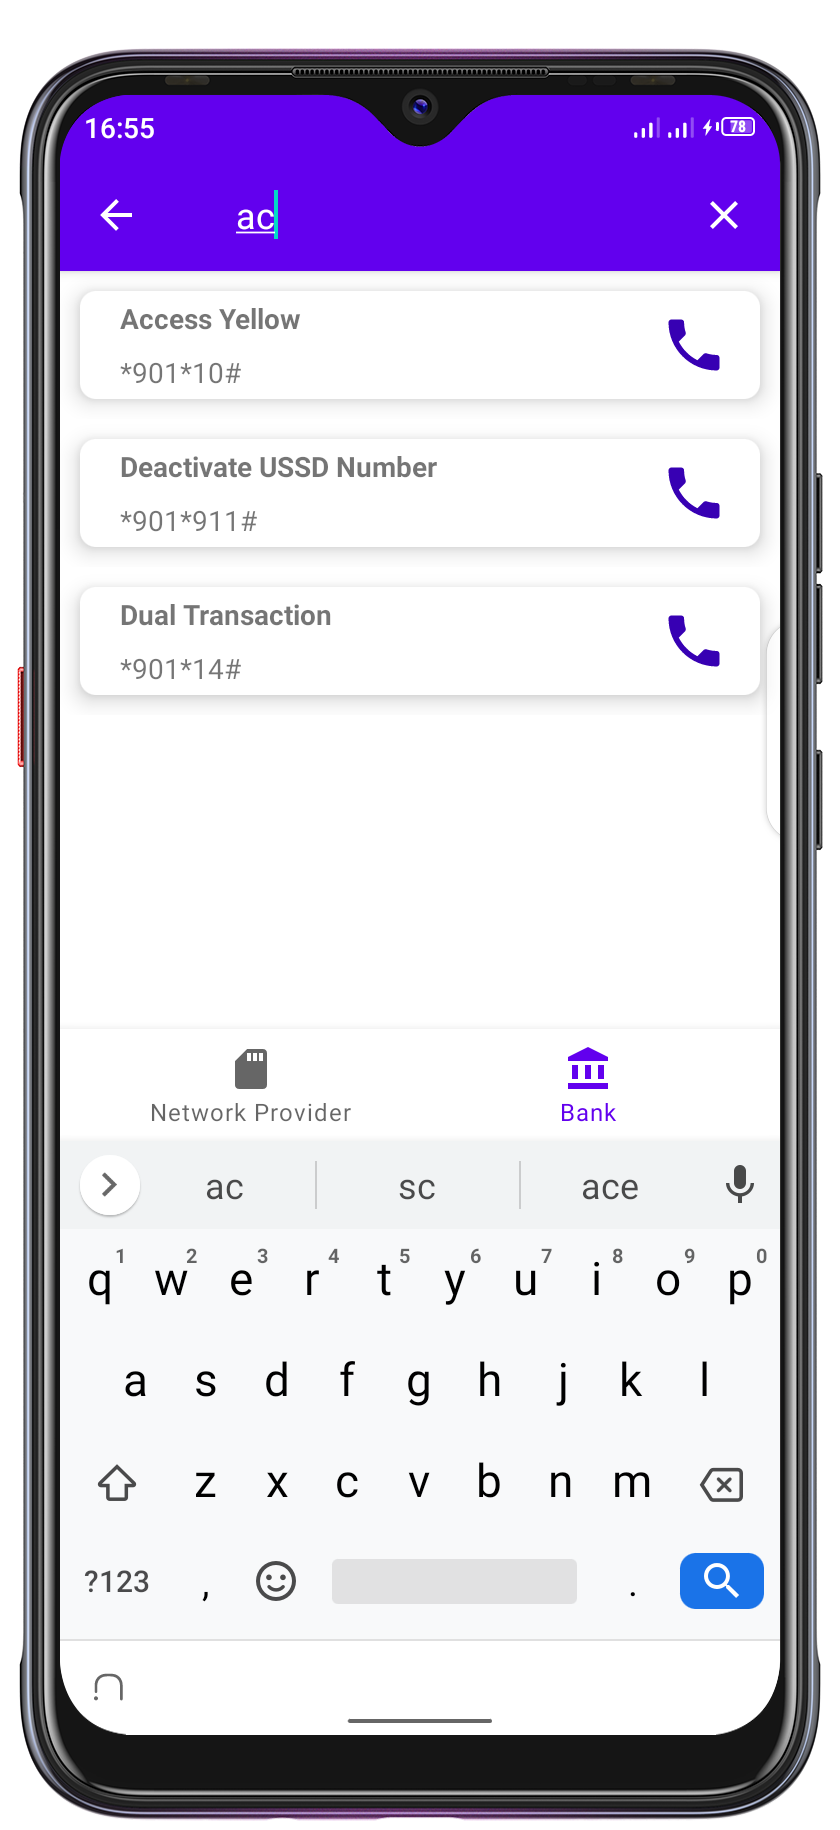 16:55 78
ac
Access Yellow
*901*10#
Deactivate USSD Number
*901*911#
Dual Transaction
*901*14#
Network Provider Bank
ac sc ace
1 2 3 4 5 6 7 8 9 0
q w e r t y u i o p
a s d f g h j k l
z x c v b n m
?123 , .